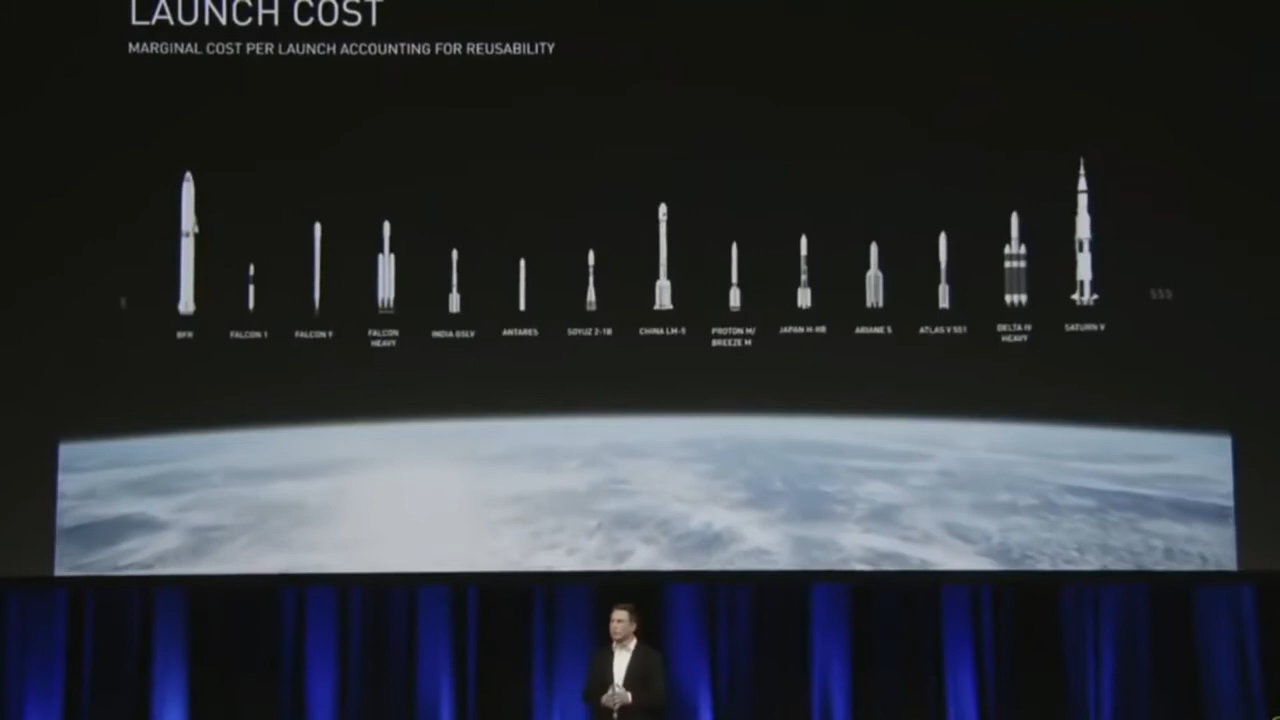 LAUNCH COST
MARGINAL COST PER LAUNCH ACCOUNTING FOR REUSABILITY
$
BFR
FALCON 1
FALCON 9
FALCON
HEAVY
INDIA GSLV
ANTARES
SOYUZ 2-1B
CHINA LM-5
PROTON M/
BREEZE M
JAPAN H-IIB
ARIANE 5
ATLAS V 551
DELTA IV
HEAVY
SATURN V
$$$